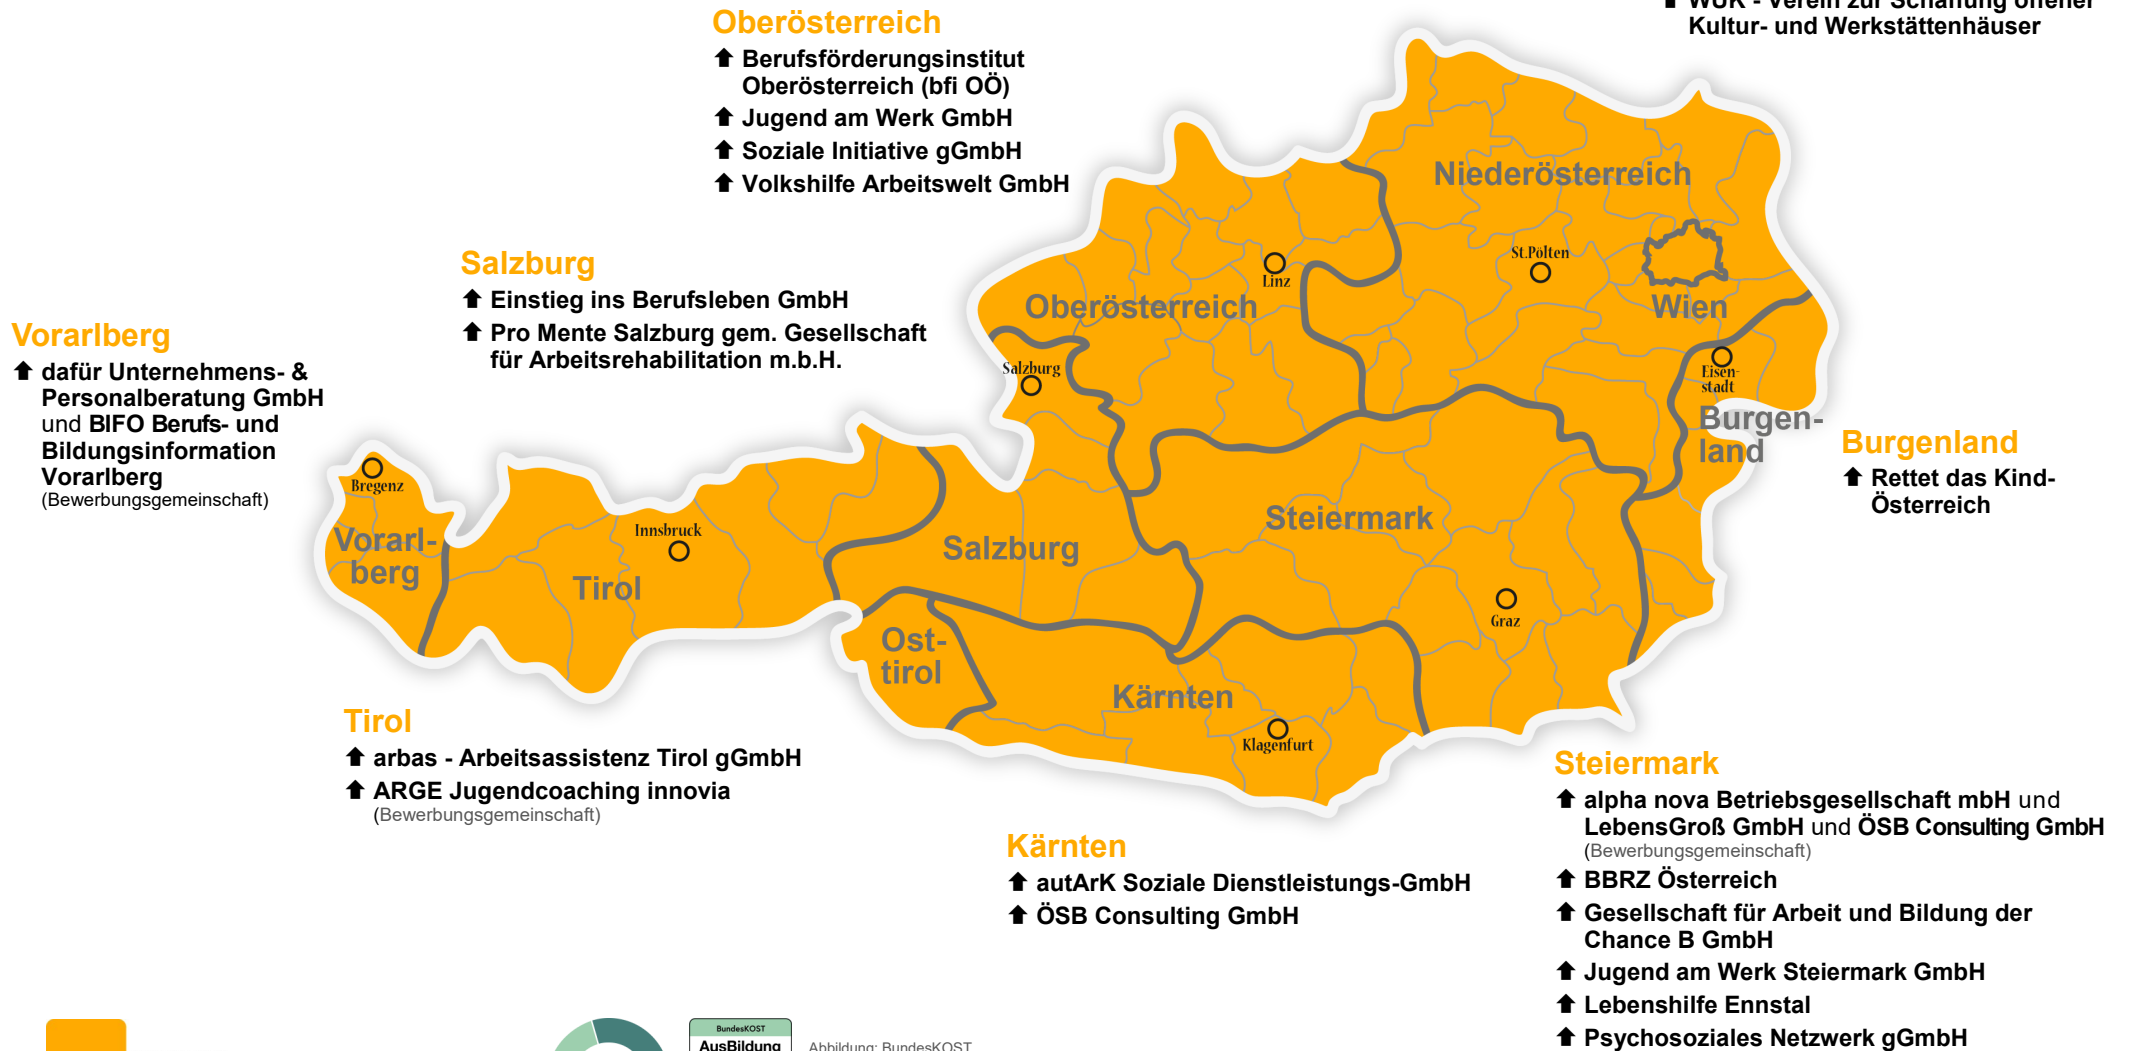 WUK - Verein zur Schaffung offener
Kultur- und Werkstättenhäuser
Oberösterreich
Berufsförderungsinstitut
Oberösterreich (bfi OÖ)
Jugend am Werk GmbH
Soziale Initiative gGmbH
Volkshilfe Arbeitswelt GmbH
Salzburg
Einstieg ins Berufsleben GmbH
Pro Mente Salzburg gem. Gesellschaft
für Arbeitsrehabilitation m.b.H.
Vorarlberg
dafür Unternehmens- &
Personalberatung GmbH
und BIFO Berufs- und
Bildungsinformation
Vorarlberg
(Bewerbungsgemeinschaft)
Niederösterreich
St.Pölten
Linz
Oberösterreich
Wien
Salzburg
Eisen-
stadt
Burgen-
land
Bregenz
Vorarl-
berg
Innsbruck
Tirol
Salzburg
Steiermark
Graz
Ost-
tirol
Kärnten
Klagenfurt
Burgenland
Rettet das Kind-
Österreich
Tirol
arbas - Arbeitsassistenz Tirol gGmbH
ARGE Jugendcoaching innovia
(Bewerbungsgemeinschaft)
Kärnten
autArK Soziale Dienstleistungs-GmbH
ÖSB Consulting GmbH
Steiermark
alpha nova Betriebsgesellschaft mbH und
LebensGroß GmbH und ÖSB Consulting GmbH
(Bewerbungsgemeinschaft)
BBRZ Österreich
Gesellschaft für Arbeit und Bildung der
Chance B GmbH
Jugend am Werk Steiermark GmbH
Lebenshilfe Ennstal
Psychosoziales Netzwerk gGmbH
BundesKOST
AusBildung
Abbildung: BundesKOST